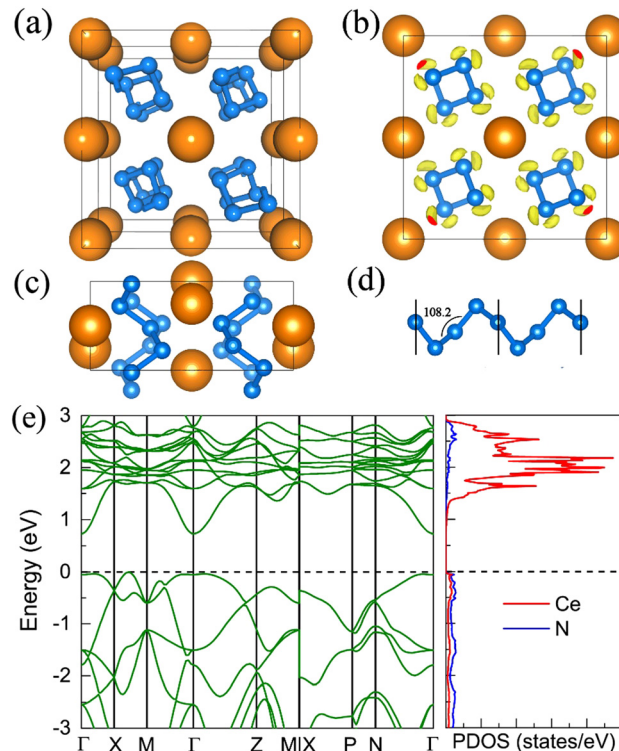 (a)
(b)
(c)
(d)
108.2
(e)
3
2
1
0
-1
-2
-3
Energy (eV)
Γ X M Γ Z M|X P N Γ
Ce
N
PDOS (states/eV)